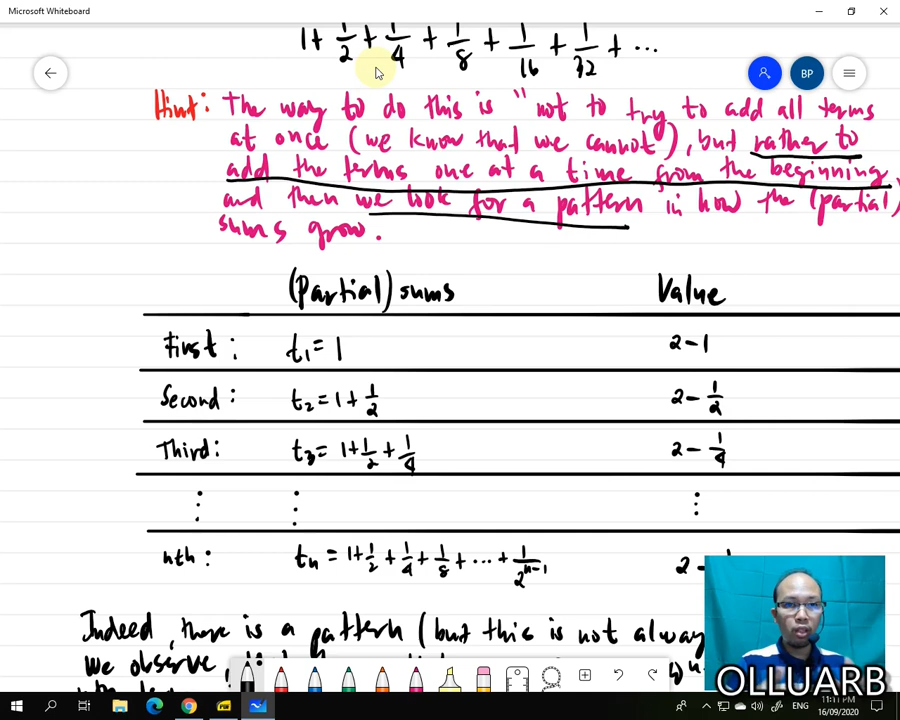 Microsoft Whiteboard
1 + 1/2 + 1/4 + 1/8 + 1/16 + 1/32 + ...
BP
Hint: The way to do this is "not to try to add all terms
at once (we know that we cannot), but rather to
add the terms one at a time from the beginning,
and then we look for a pattern in how the (partial)
sums grow.
(Partial) sums Value
First: t₁ = 1 2 - 1
Second: t₂ = 1 + 1/2 2 - 1/2
Third: t₃ = 1 + 1/2 + 1/4 2 - 1/4
⋮ ⋮ ⋮
nth: tₙ = 1 + 1/2 + 1/4 + 1/8 + ... + 1/2ⁿ⁻¹ 2 -
Indeed, there is a pattern (but this is not alway
we observe,
OLLUARB
ENG
11:11 PM
16/09/2020